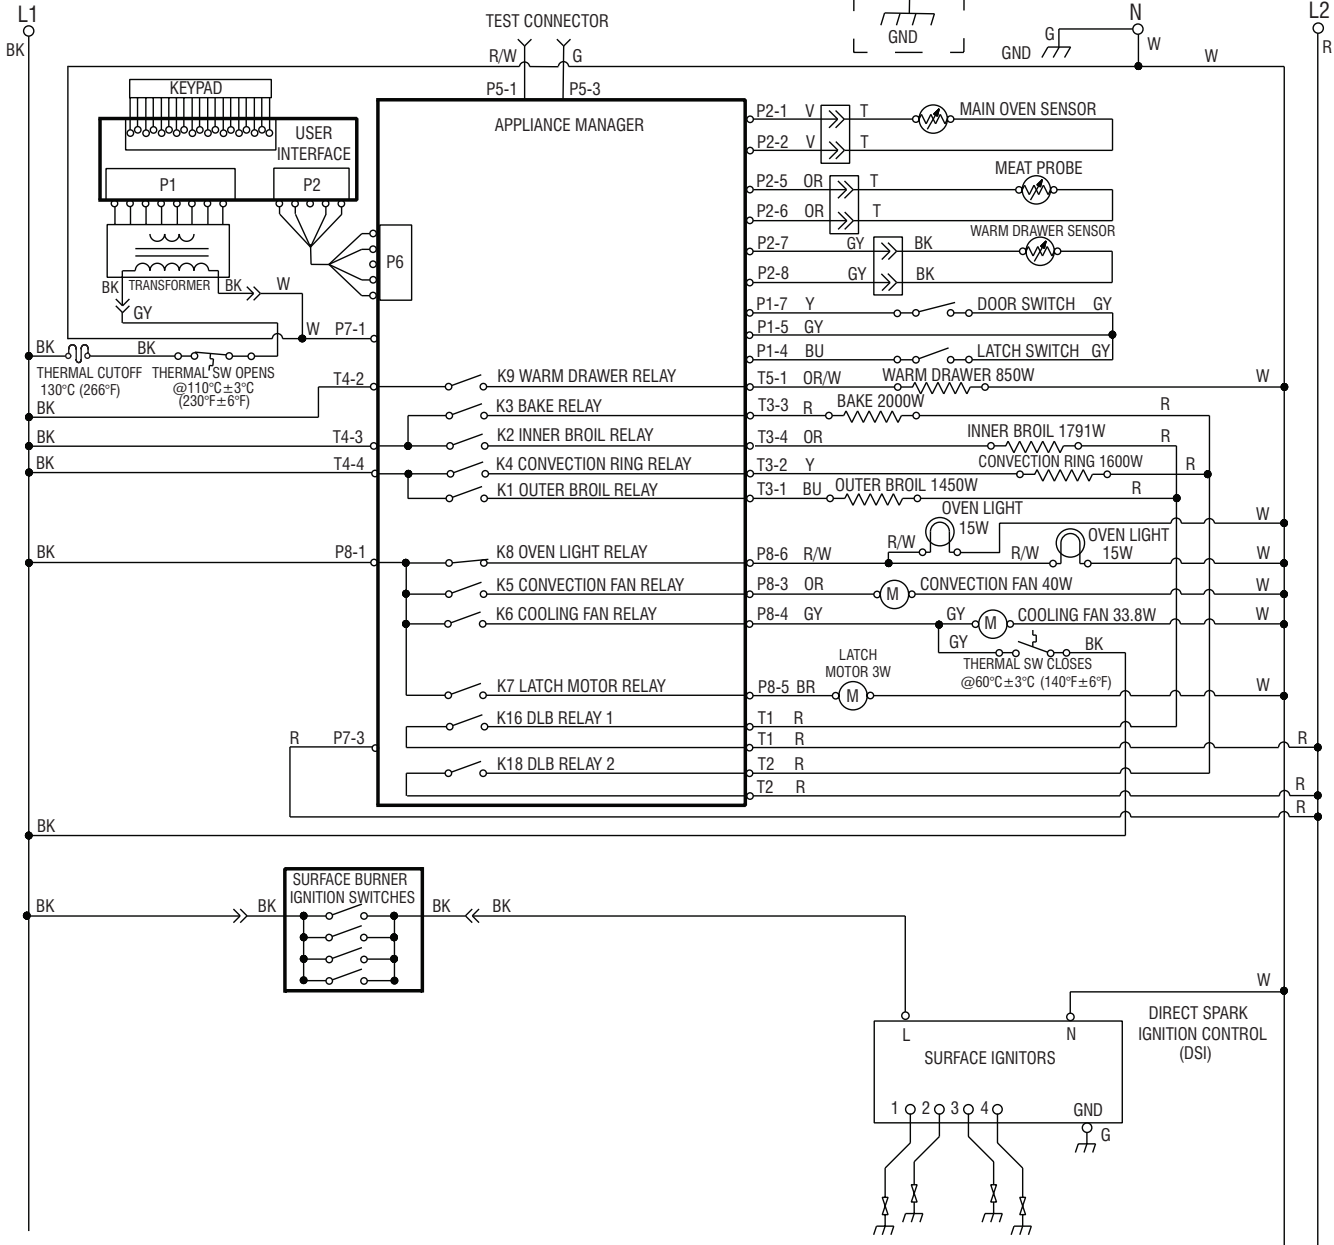 L1
N
L2
TEST CONNECTOR
GND
G
GND
W
BK
R/W
G
W
R
P5-1
P5-3
KEYPAD
USER
INTERFACE
P1
P2
APPLIANCE MANAGER
P2-1 V T MAIN OVEN SENSOR
P2-2 V T
MEAT PROBE
P2-5 OR T
P2-6 OR T
WARM DRAWER SENSOR
P2-7 GY BK
P6
P2-8 GY BK
TRANSFORMER
BK
BK
W
GY
P1-7 Y DOOR SWITCH GY
W P7-1
P1-5 GY
BK
BK
P1-4 BU LATCH SWITCH GY
THERMAL CUTOFF
130°C (266°F)
THERMAL SW OPENS
@110°C±3°C
(230°F±6°F)
T4-2 K9 WARM DRAWER RELAY T5-1 OR/W WARM DRAWER 850W W
BK
K3 BAKE RELAY T3-3 R BAKE 2000W R
BK T4-3 K2 INNER BROIL RELAY T3-4 OR INNER BROIL 1791W R
BK T4-4 K4 CONVECTION RING RELAY T3-2 Y CONVECTION RING 1600W R
K1 OUTER BROIL RELAY T3-1 BU OUTER BROIL 1450W R
OVEN LIGHT
15W
W
R/W
OVEN LIGHT
15W
BK P8-1 K8 OVEN LIGHT RELAY P8-6 R/W R/W W
K5 CONVECTION FAN RELAY P8-3 OR M CONVECTION FAN 40W W
K6 COOLING FAN RELAY P8-4 GY GY M COOLING FAN 33.8W W
GY BK
THERMAL SW CLOSES
@60°C±3°C (140°F±6°F)
LATCH
MOTOR 3W
K7 LATCH MOTOR RELAY P8-5 BR M W
K16 DLB RELAY 1 T1 R
R P7-3 T1 R R
K18 DLB RELAY 2 T2 R
T2 R R
R
BK
SURFACE BURNER
IGNITION SWITCHES
BK BK BK BK
W
DIRECT SPARK
IGNITION CONTROL
(DSI)
L N
SURFACE IGNITORS
1 2 3 4 GND
G